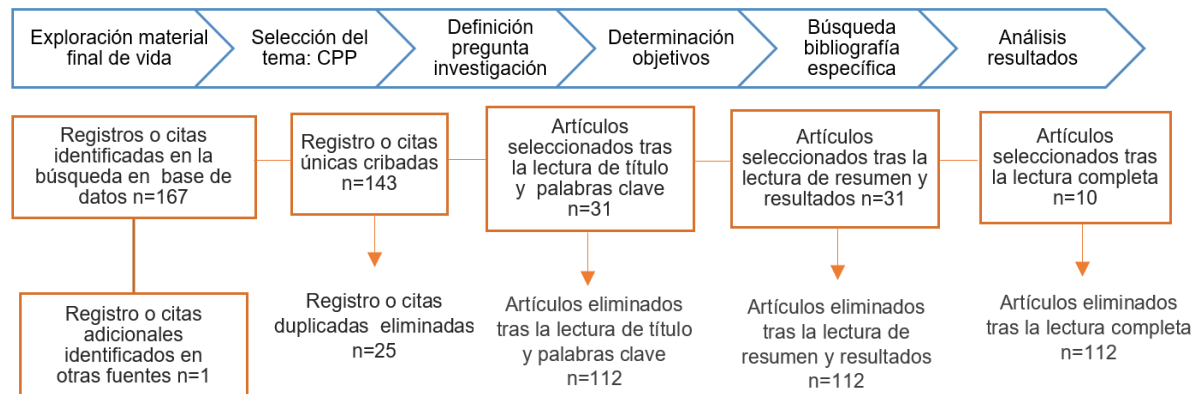 Exploración material
final de vida
Selección del
tema: CPP
Definición
pregunta
investigación
Determinación
objetivos
Búsqueda
bibliografía
específica
Análisis
resultados
Registros o citas
identificadas en la
búsqueda en base de
datos n=167
Registro o citas
únicas cribadas
n=143
Artículos
seleccionados tras
la lectura de título
y palabras clave
n=31
Artículos
seleccionados tras la
lectura de resumen y
resultados n=31
Artículos
seleccionados tras
la lectura completa
n=10
Registro o citas
adicionales
identificados en
otras fuentes n=1
Registro o citas
duplicadas eliminadas
n=25
Artículos eliminados
tras la lectura de título
y palabras clave
n=112
Artículos eliminados
tras la lectura de
resumen y resultados
n=112
Artículos eliminados
tras la lectura completa
n=112